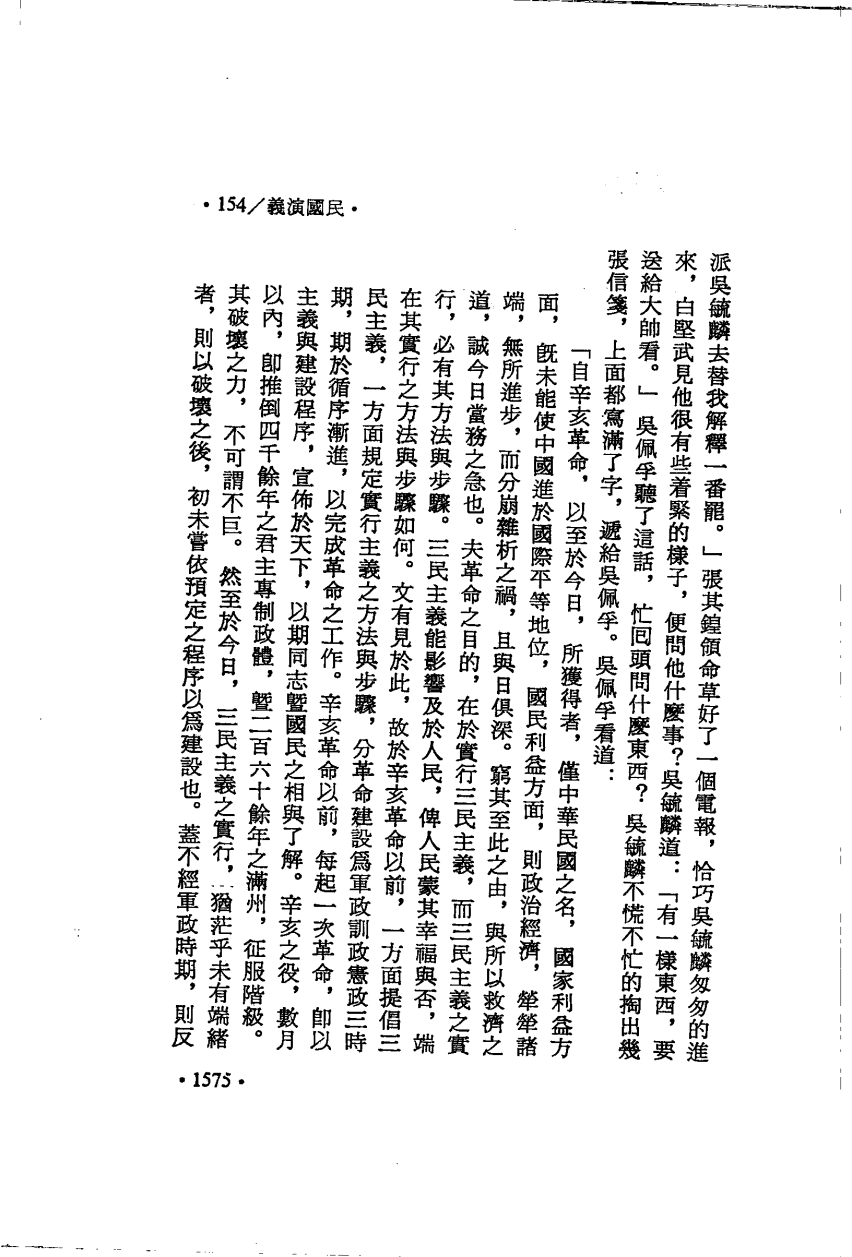 •154／義演國民•
派吳毓麟去替我解釋一番罷。」張其鍠領命草好了一個電報，恰巧吳毓麟匆匆的進
來，白堅武見他很有些着緊的樣子，便問他什麼事？吳毓麟道：「有一樣東西，要
送給大帥看。」吳佩孚聽了這話，忙回頭問什麼東西？吳毓麟不慌不忙的掏出幾
張信箋，上面都寫滿了字，遞給吳佩孚。吳佩孚看道：
「自辛亥革命，以至於今日，所獲得者，僅中華民國之名，國家利益方
面，旣未能使中國進於國際平等地位，國民利益方面，則政治經濟，犖犖諸
端，無所進步，而分崩離析之禍，且與日俱深。窮其至此之由，與所以救濟之
道，誠今日當務之急也。夫革命之目的，在於實行三民主義，而三民主義之實
行，必有其方法與步驟。三民主義能影響及於人民，俾人民蒙其幸福與否，端
在其實行之方法與步驟如何。文有見於此，故於辛亥革命以前，一方面提倡三
民主義，一方面規定實行主義之方法與步驟，分革命建設爲軍政訓政憲政三時
期，期於循序漸進，以完成革命之工作。辛亥革命以前，每起一次革命，卽以
主義與建設程序，宣佈於天下，以期同志暨國民之相與了解。辛亥之役，數月
以內，卽推倒四千餘年之君主專制政體，暨二百六十餘年之滿州，征服階級。
其破壞之力，不可謂不巨。然至於今日，三民主義之實行，猶茫乎未有端緒
者，則以破壞之後，初未嘗依預定之程序以爲建設也。蓋不經軍政時期，則反
•1575•